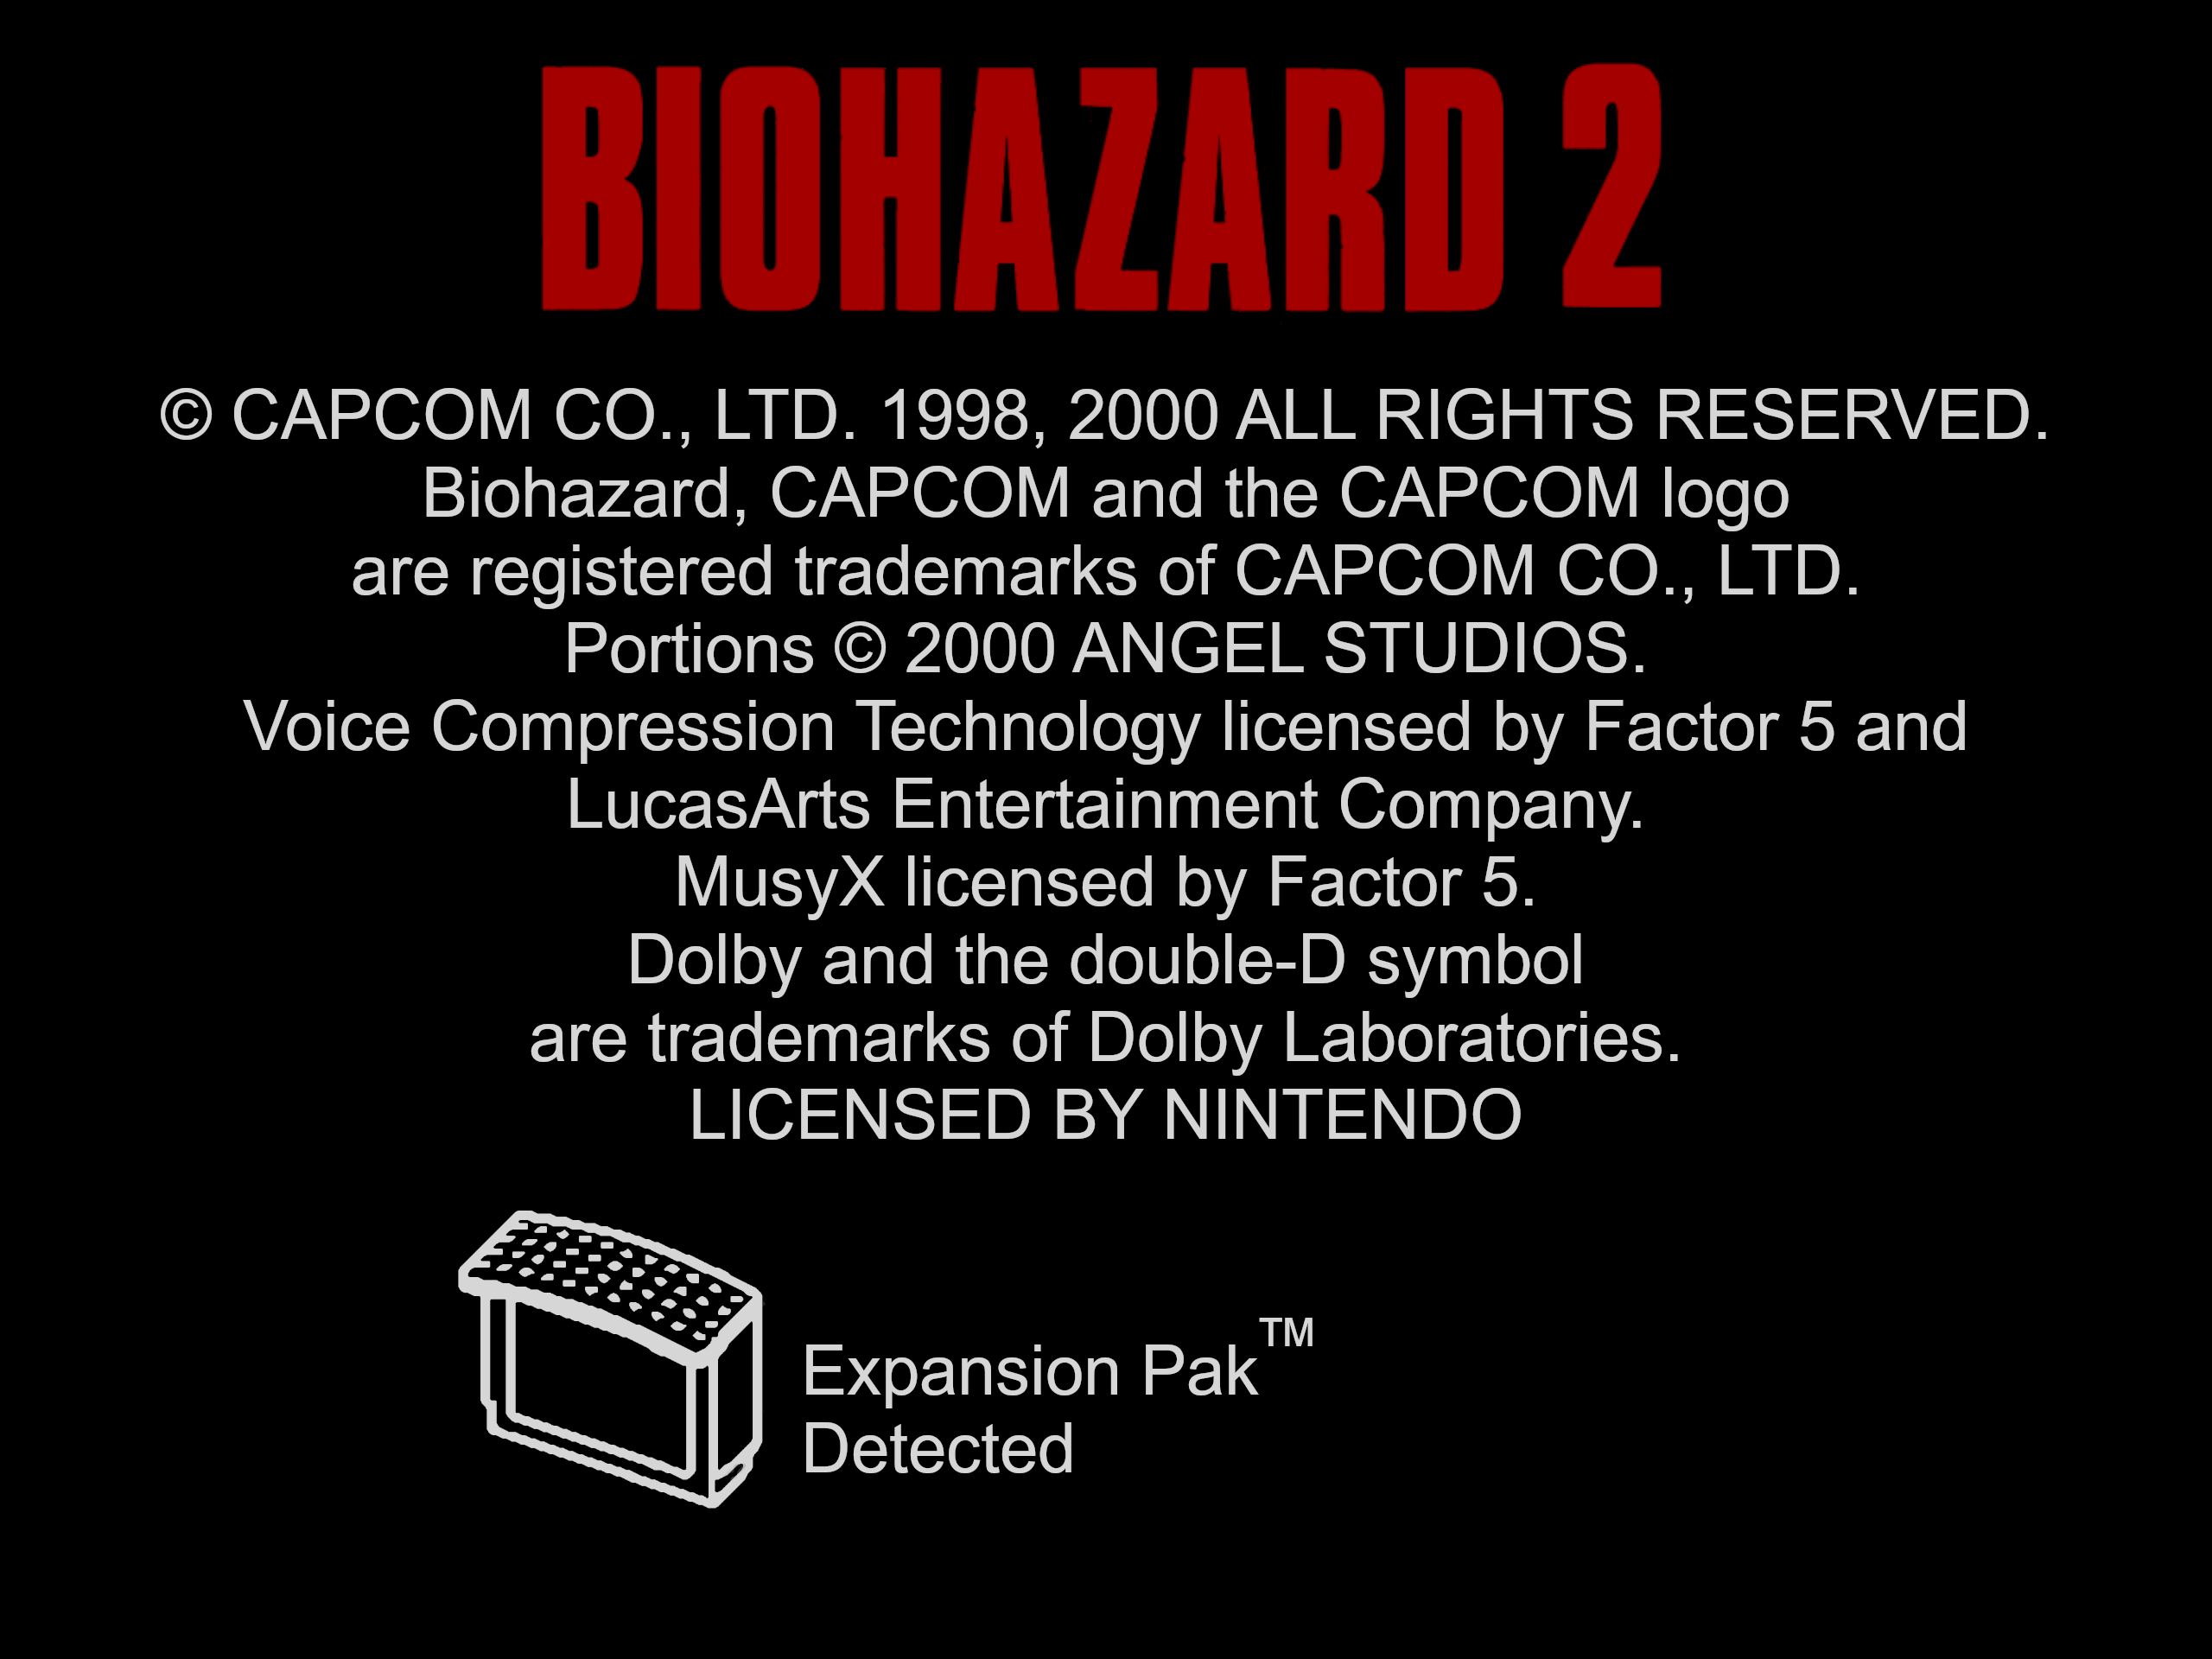 BIOHAZARD 2
© CAPCOM CO., LTD. 1998, 2000 ALL RIGHTS RESERVED.
Biohazard, CAPCOM and the CAPCOM logo
are registered trademarks of CAPCOM CO., LTD.
Portions © 2000 ANGEL STUDIOS.
Voice Compression Technology licensed by Factor 5 and
LucasArts Entertainment Company.
MusyX licensed by Factor 5.
Dolby and the double-D symbol
are trademarks of Dolby Laboratories.
LICENSED BY NINTENDO
Expansion Pak™
Detected